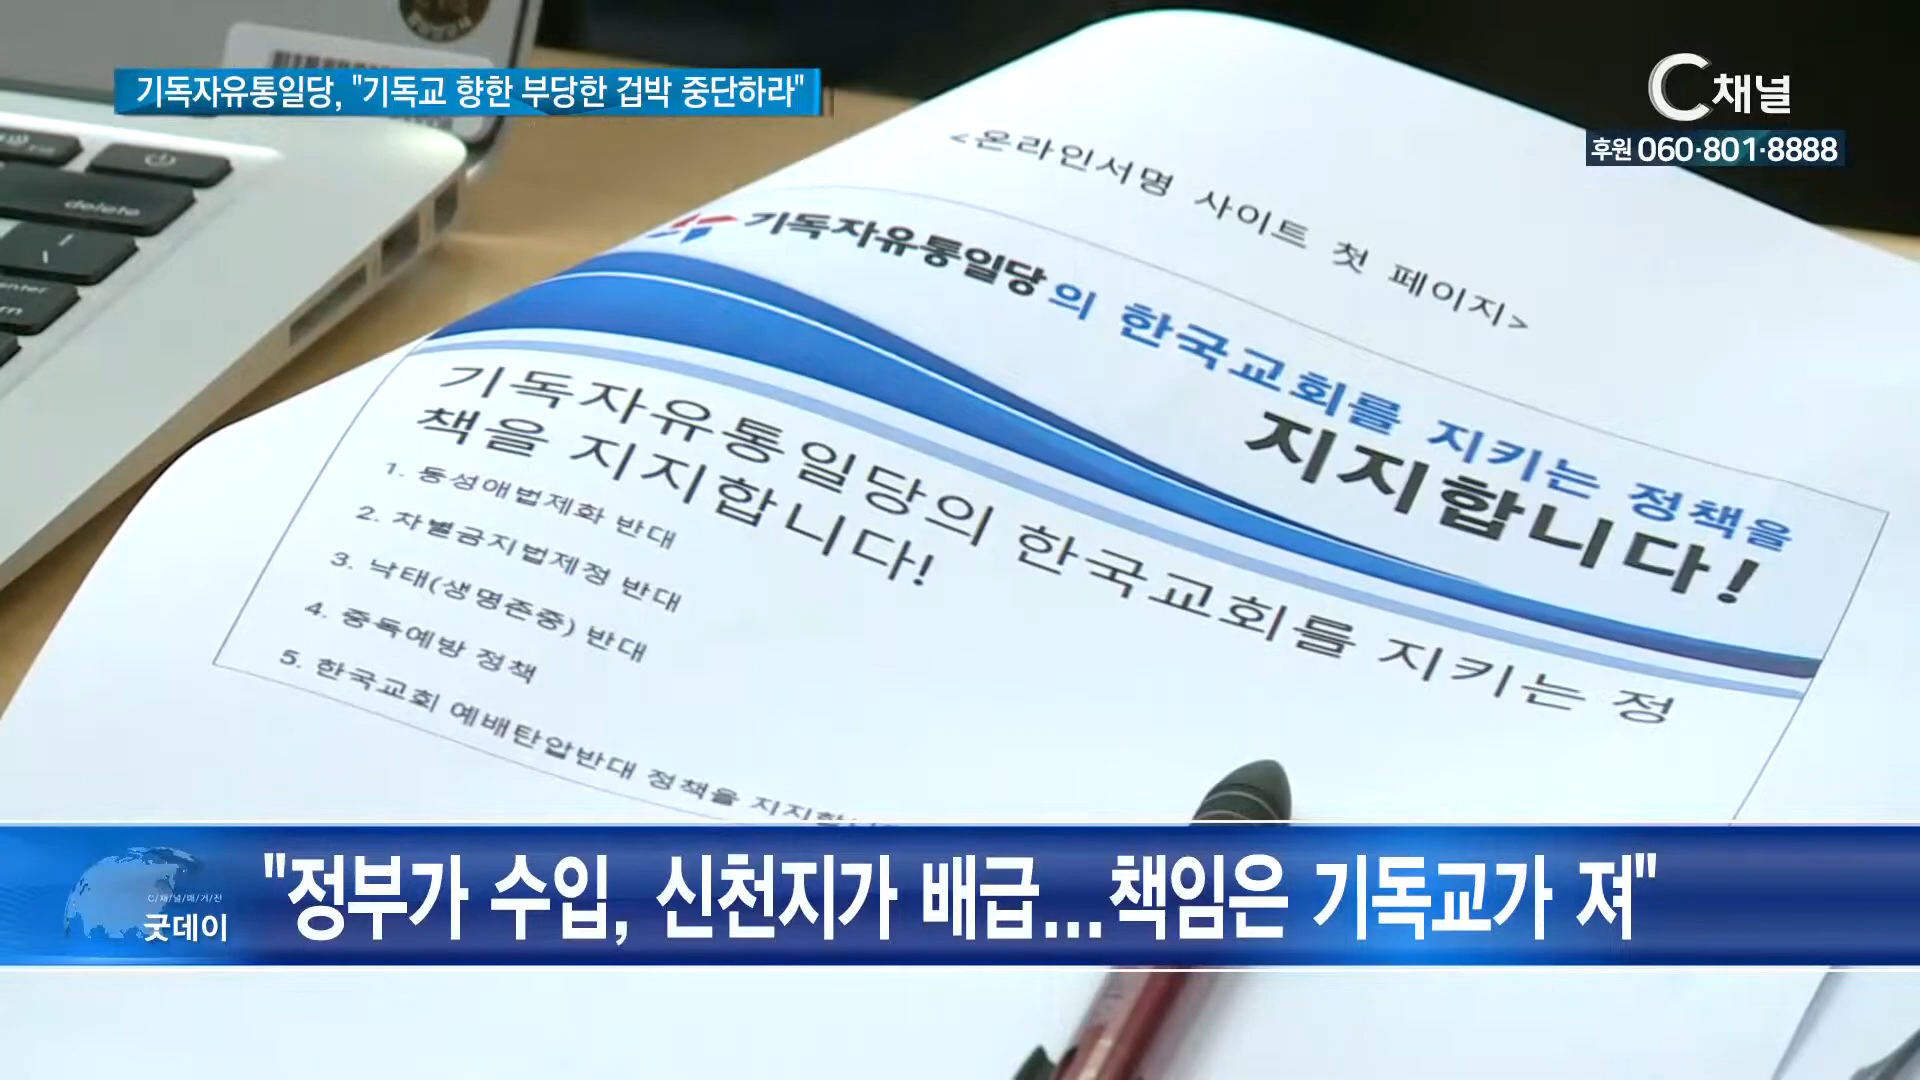 기독자유통일당, "기독교 향한 부당한 겁박 중단하라"
C채널
후원 060·801·8888
delete
enter
<온라인서명 사이트 첫 페이지>
기독자유통일당의 한국교회를 지키는 정책을
지지합니다!
기독자유통일당의 한국교회를 지키는 정
책을 지지합니다!
1. 동성애법제화 반대
2. 차별금지법제정 반대
3. 낙태(생명존중) 반대
4. 중독예방 정책
5. 한국교회 예배탄압반대 정책을 지지합니
C/채/널/매/거/진
굿데이
"정부가 수입, 신천지가 배급...책임은 기독교가 져"